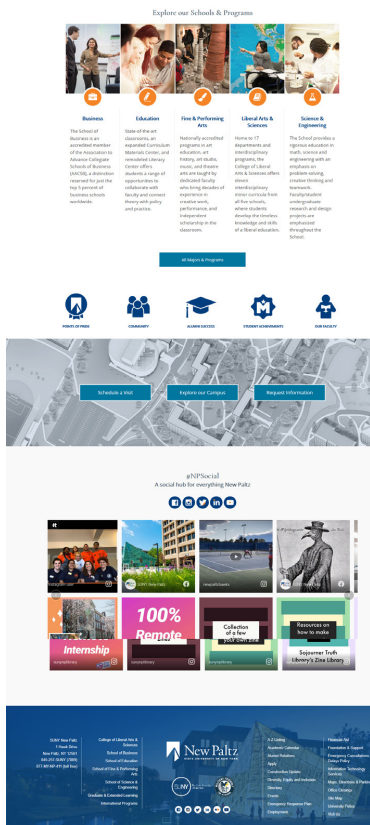 Explore our Schools & Programs
Business
The School of
Business is an
accredited member
of the Association to
Advance Collegiate
Schools of Business
(AACSB), a distinction
reserved for just the
top 5 percent of
business schools
worldwide.
Education
State-of-the-art
classrooms, an
expanded Curriculum
Materials Center, and
remodeled Literacy
Center offers
students a range of
opportunities to
collaborate with
faculty and connect
theory with policy
and practice.
Fine & Performing
Arts
Nationally accredited
programs in art
education, art
history, art studio,
music, and theatre
arts are taught by
dedicated faculty
who bring decades of
experience in
creative work,
performance, and
independent
scholarship in the
classroom.
Liberal Arts &
Sciences
Home to 17
departments and
interdisciplinary
programs, the
College of Liberal
Arts & Sciences offers
eleven
interdisciplinary
minor curricula from
all five schools,
where students
develop the timeless
knowledge and skills
of a liberal education.
Science &
Engineering
The School provides a
rigorous education in
math, science and
engineering with an
emphasis on
problem-solving,
creative thinking and
teamwork.
Faculty/student
undergraduate
research and design
projects are
emphasized
throughout the
School.
All Majors & Programs
POINTS OF PRIDE
COMMUNITY
ALUMNI SUCCESS
STUDENT ACHIEVEMENTS
OUR FACULTY
Schedule a Visit
Explore our Campus
Request Information
#NPSocial
A social hub for everything New Paltz
SUNY New Paltz
SUNY New Paltz
100%
Remote
Internship
sunynplibrary
Collection
of a few
sunynplibrary
Resources on
how to make
Sojourner Truth
Library's Zine Library
SUNY New Paltz
1 Hawk Drive
New Paltz, NY 12561
College of Liberal Arts &
Sciences
School of Business
School of Education
School of Fine & Performing
Arts
School of Science &
Engineering
Graduate & Extended Learning
International Programs
New Paltz
STATE UNIVERSITY OF NEW YORK
SUNY
A-Z Listing
Academic Calendar
Alumni Relations
Apply
Construction Updates
Diversity, Equity and Inclusion
Directory
Events
Emergency Response Plan
Employment
Financial Aid
Foundation & Support
Emergency Cancellations
Delays Policy
Information Technology
Services
Maps, Directions & Parking
Office Closings
Site Map
University Policy
Visit Us